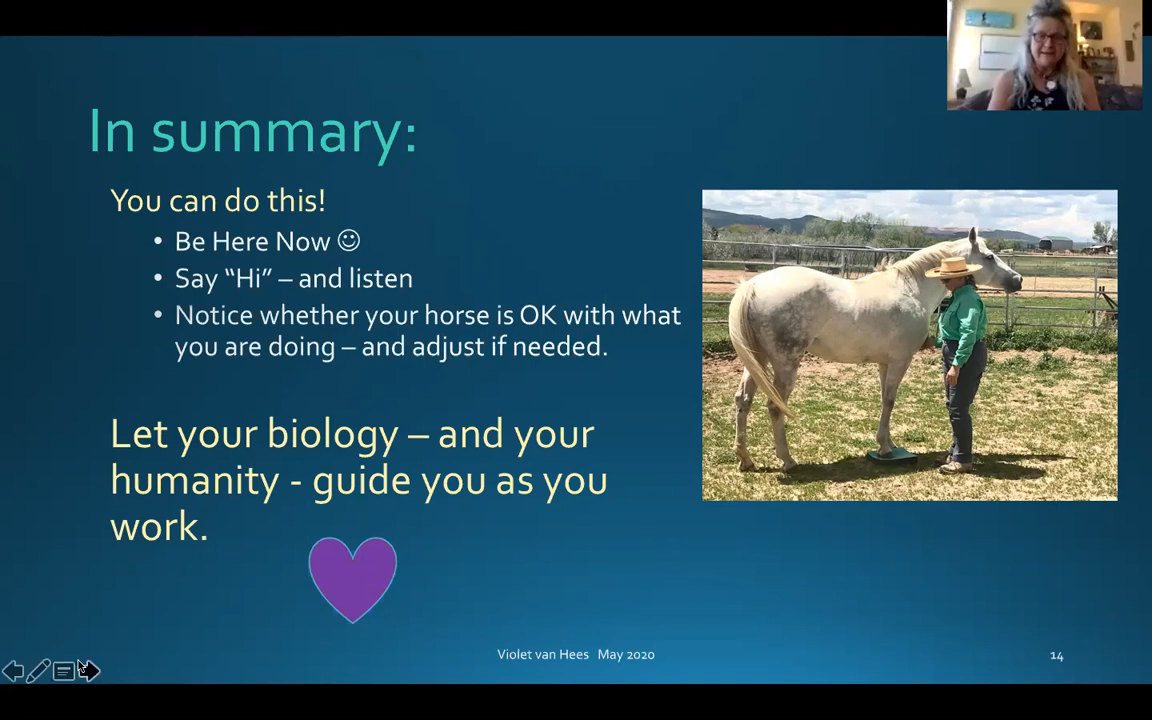 In summary:
You can do this!
• Be Here Now ☺
• Say “Hi” – and listen
• Notice whether your horse is OK with what
you are doing – and adjust if needed.
Let your biology – and your
humanity - guide you as you
work.
Violet van Hees May 2020
14